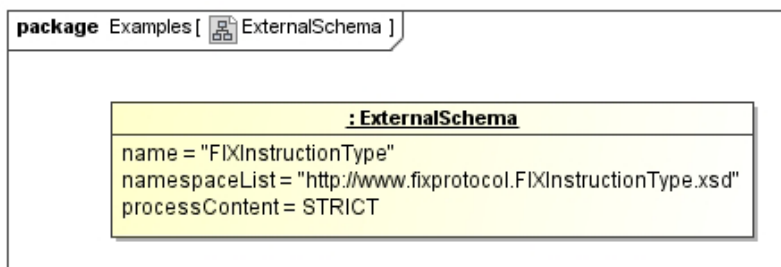 package Examples [ ExternalSchema ]
: ExternalSchema
name = "FIXInstructionType"
namespaceList = "http://www.fixprotocol.FIXInstructionType.xsd"
processContent = STRICT